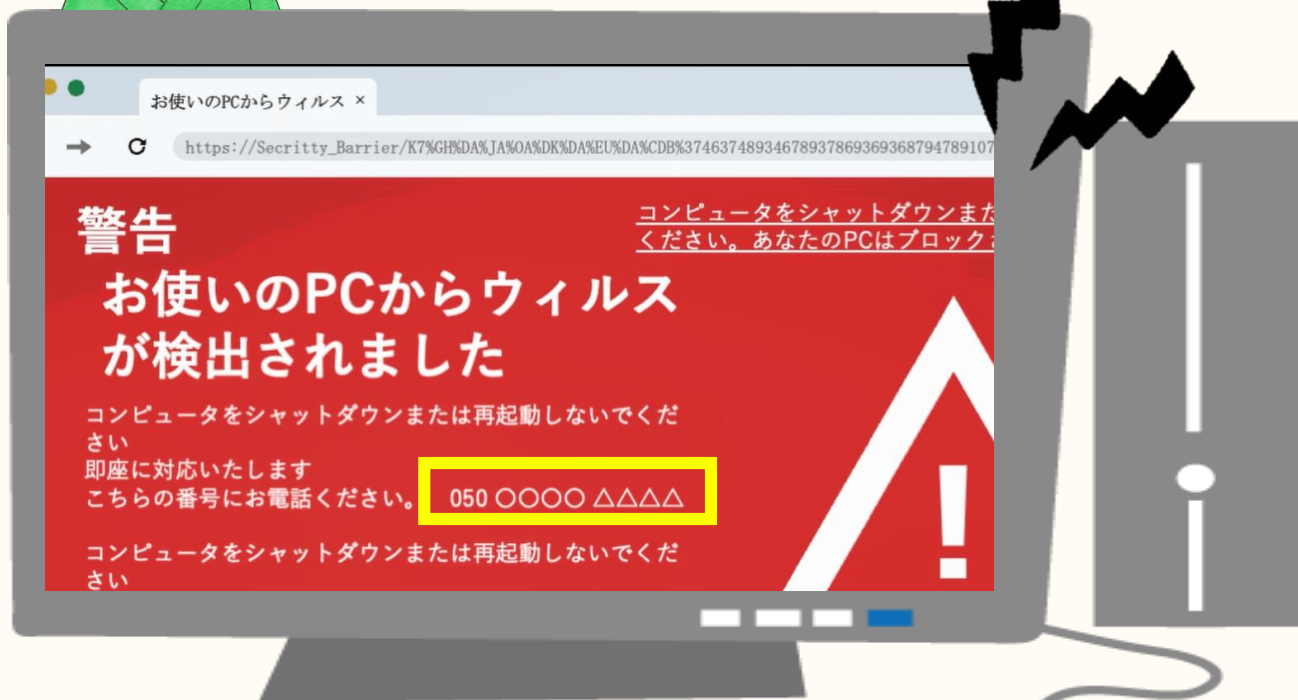 お使いのPCからウィルス ×
https://Secritty_Barrier/K7%GH%DA%JA%OA%DK%DA%EU%DA%CDB%37463748934678937869369368794789107
警告
コンピュータをシャットダウンまた
ください。あなたのPCはブロック
お使いのPCからウィルス
が検出されました
コンピュータをシャットダウンまたは再起動しないでくだ
さい
即座に対応いたします
こちらの番号にお電話ください。 050 〇〇〇〇 △△△△
コンピュータをシャットダウンまたは再起動しないでくだ
さい
!